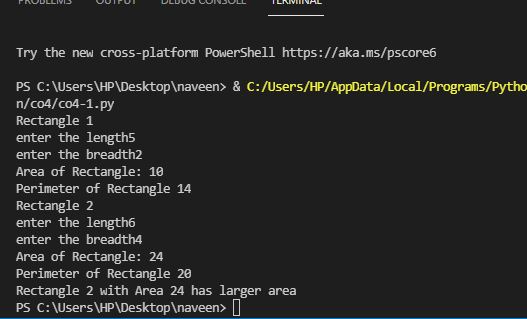 PROBLEMS OUTPUT DEBUG CONSOLE TERMINAL
Try the new cross-platform PowerShell https://aka.ms/pscore6
PS C:\Users\HP\Desktop\naveen> & C:/Users/HP/AppData/Local/Programs/Pytho
n/co4/co4-1.py
Rectangle 1
enter the length5
enter the breadth2
Area of Rectangle: 10
Perimeter of Rectangle 14
Rectangle 2
enter the length6
enter the breadth4
Area of Rectangle: 24
Perimeter of Rectangle 20
Rectangle 2 with Area 24 has larger area
PS C:\Users\HP\Desktop\naveen>